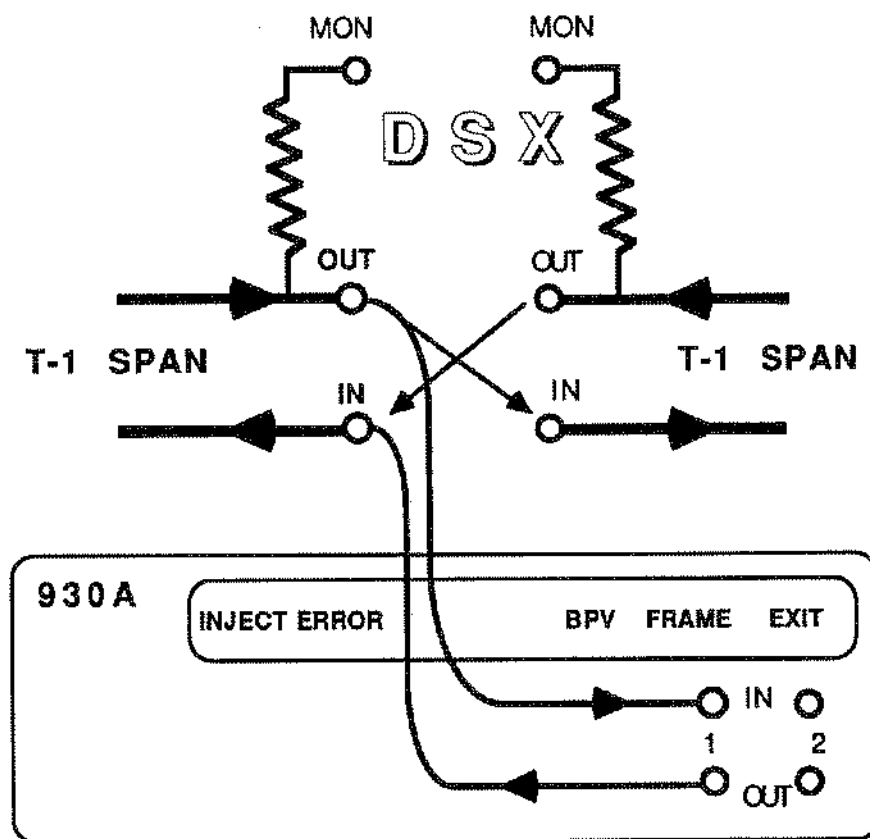 MON MON
DSX
OUT OUT
T-1 SPAN T-1 SPAN
IN IN
930A
INJECT ERROR BPV FRAME EXIT
IN
1 2
OUT